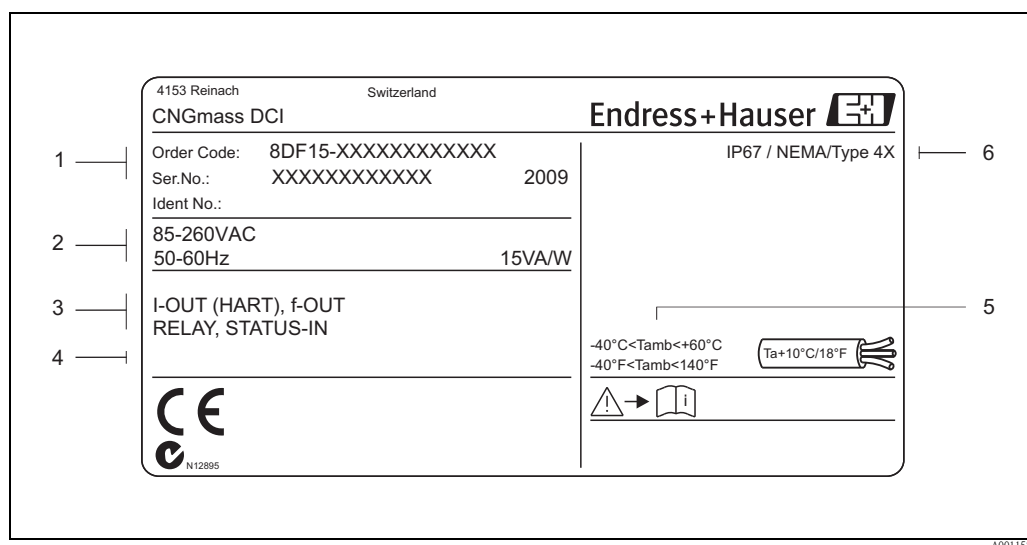 4153 Reinach Switzerland
CNGmass DCI
Endress+Hauser
1
Order Code: 8DF15-XXXXXXXXXXXX
Ser.No.: XXXXXXXXXXXX 2009
Ident No.:
IP67 / NEMA/Type 4X
6
2
85-260VAC
50-60Hz 15VA/W
3
I-OUT (HART), f-OUT
RELAY, STATUS-IN
5
4
-40°C<Tamb<+60°C
-40°F<Tamb<140°F
Ta+10°C/18°F
i
CE
N12895